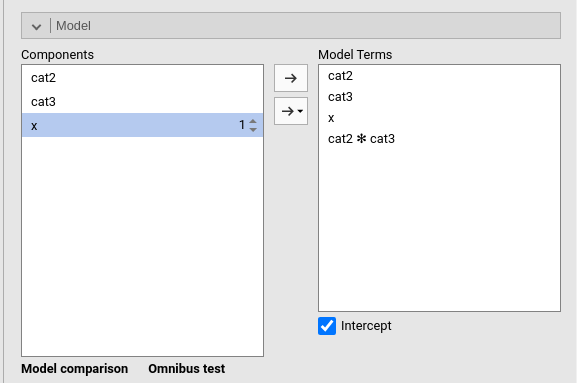 Model
Components
Model Terms
cat2
cat3
x 1
cat2
cat3
x
cat2 ✻ cat3
Intercept
Model comparison Omnibus test